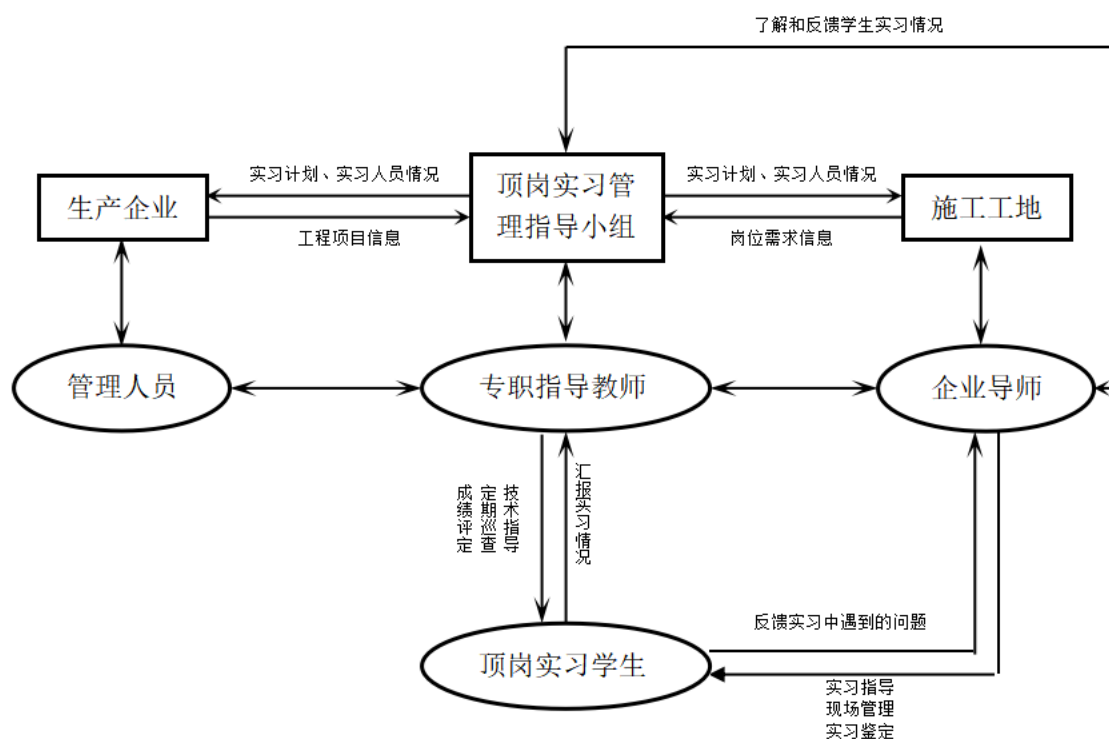 了解和反馈学生实习情况
实习计划、实习人员情况
顶岗实习管
理指导小组
实习计划、实习人员情况
生产企业
施工工地
工程项目信息
岗位需求信息
管理人员
专职指导教师
企业导师
技术指导
定期巡查
成绩评定
汇报实习情况
反馈实习中遇到的问题
顶岗实习学生
实习指导
现场管理
实习鉴定